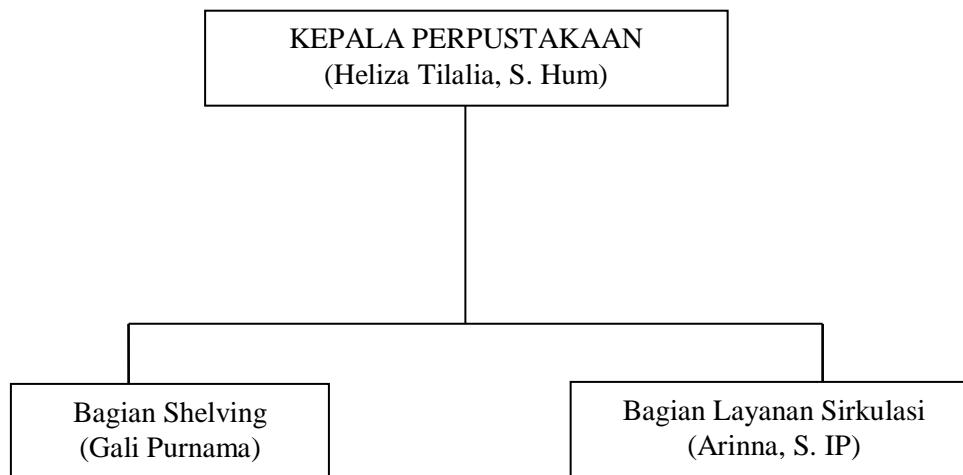 KEPALA PERPUSTAKAAN
(Heliza Tilalia, S. Hum)
Bagian Shelving
(Gali Purnama)
Bagian Layanan Sirkulasi
(Arinna, S. IP)